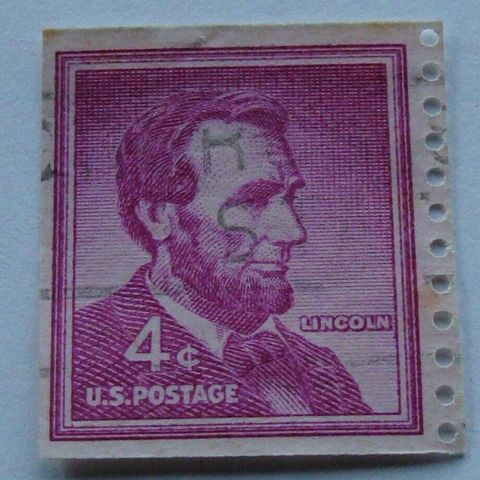 K
S
LINCOLN
4¢
U.S. POSTAGE